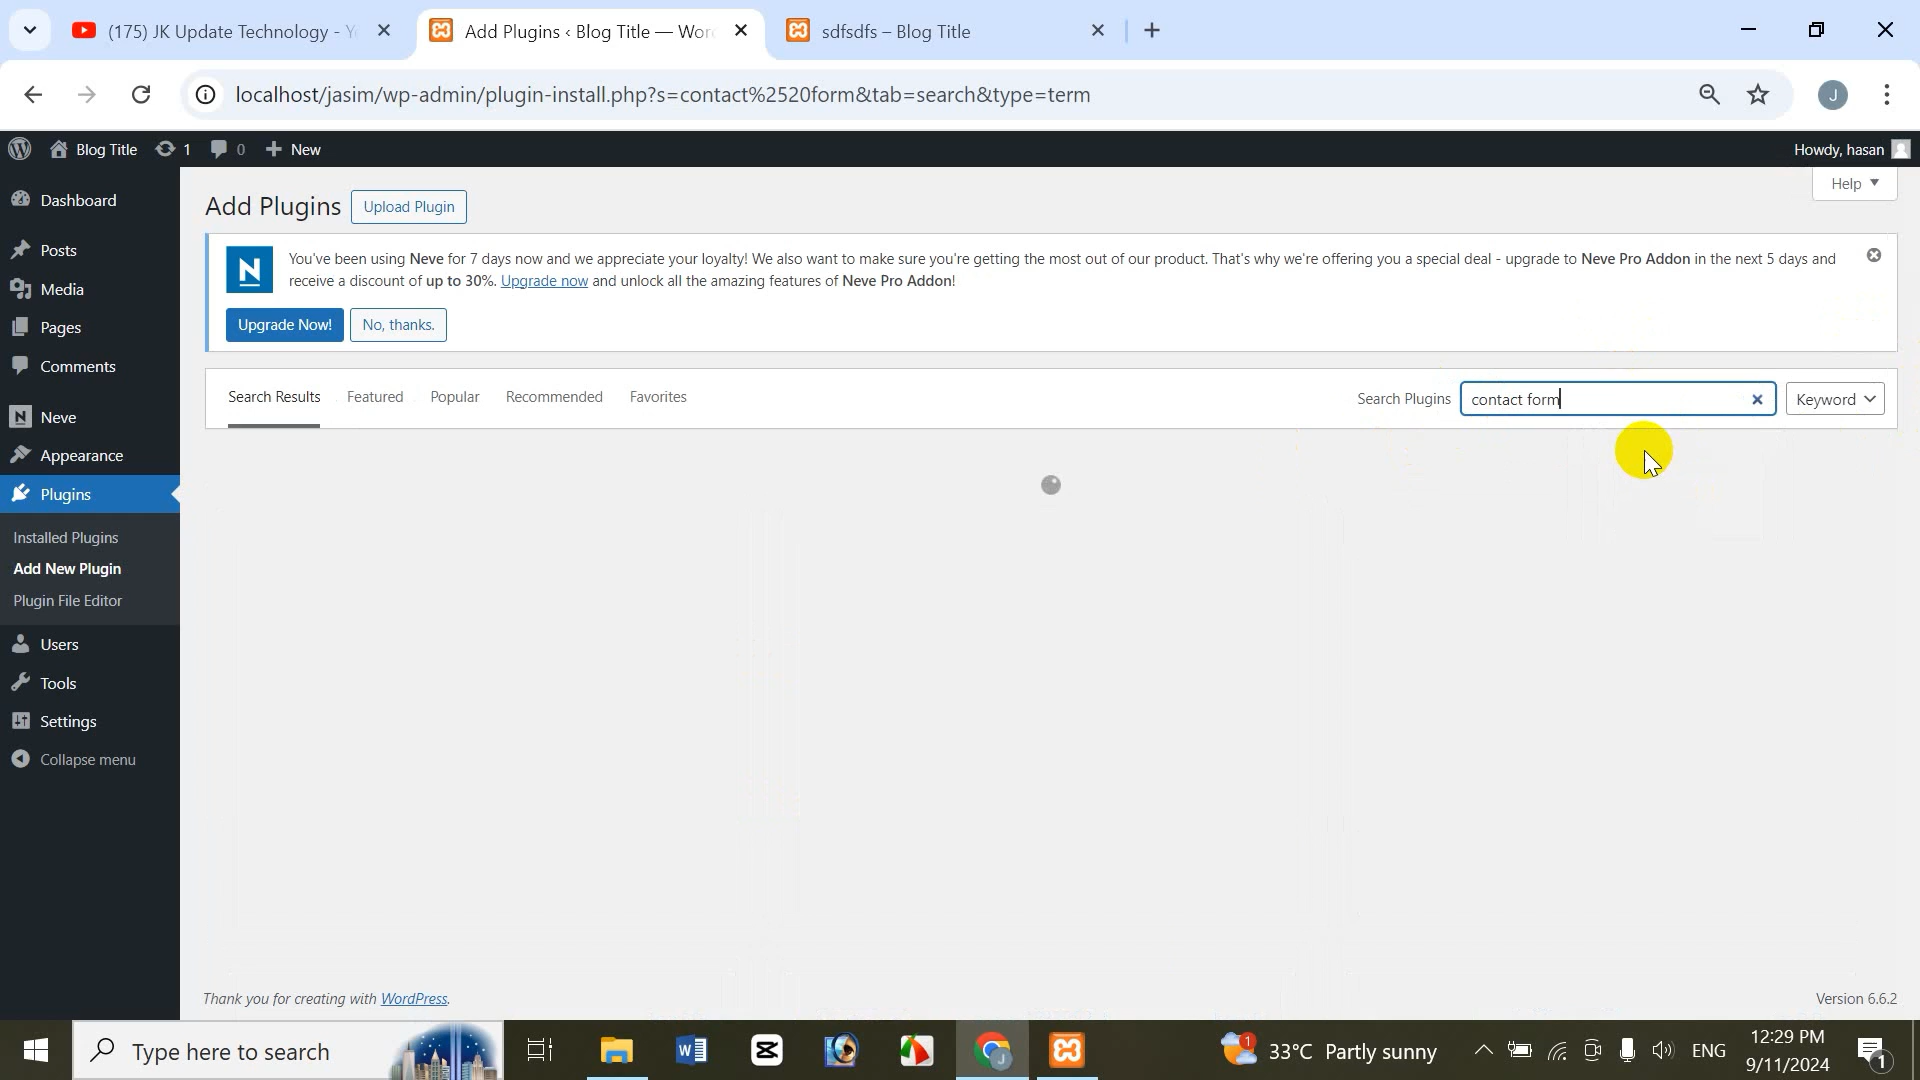 (175) JK Update Technology - Y
Add Plugins ‹ Blog Title — Wor
sdfsdfs – Blog Title
localhost/jasim/wp-admin/plugin-install.php?s=contact%2520form&tab=search&type=term
J
Blog Title
1
0
New
Howdy, hasan
Help
Dashboard
Posts
Media
Pages
Comments
Neve
Appearance
Plugins
Installed Plugins
Add New Plugin
Plugin File Editor
Users
Tools
Settings
Collapse menu
Add Plugins
Upload Plugin
N
You've been using Neve for 7 days now and we appreciate your loyalty! We also want to make sure you're getting the most out of our product. That's why we're offering you a special deal - upgrade to Neve Pro Addon in the next 5 days and
receive a discount of up to 30%. Upgrade now and unlock all the amazing features of Neve Pro Addon!
Upgrade Now!
No, thanks.
Search Results
Featured
Popular
Recommended
Favorites
Search Plugins
contact form
Keyword
Thank you for creating with WordPress.
Version 6.6.2
Type here to search
J
1
33°C Partly sunny
ENG
12:29 PM
9/11/2024
1